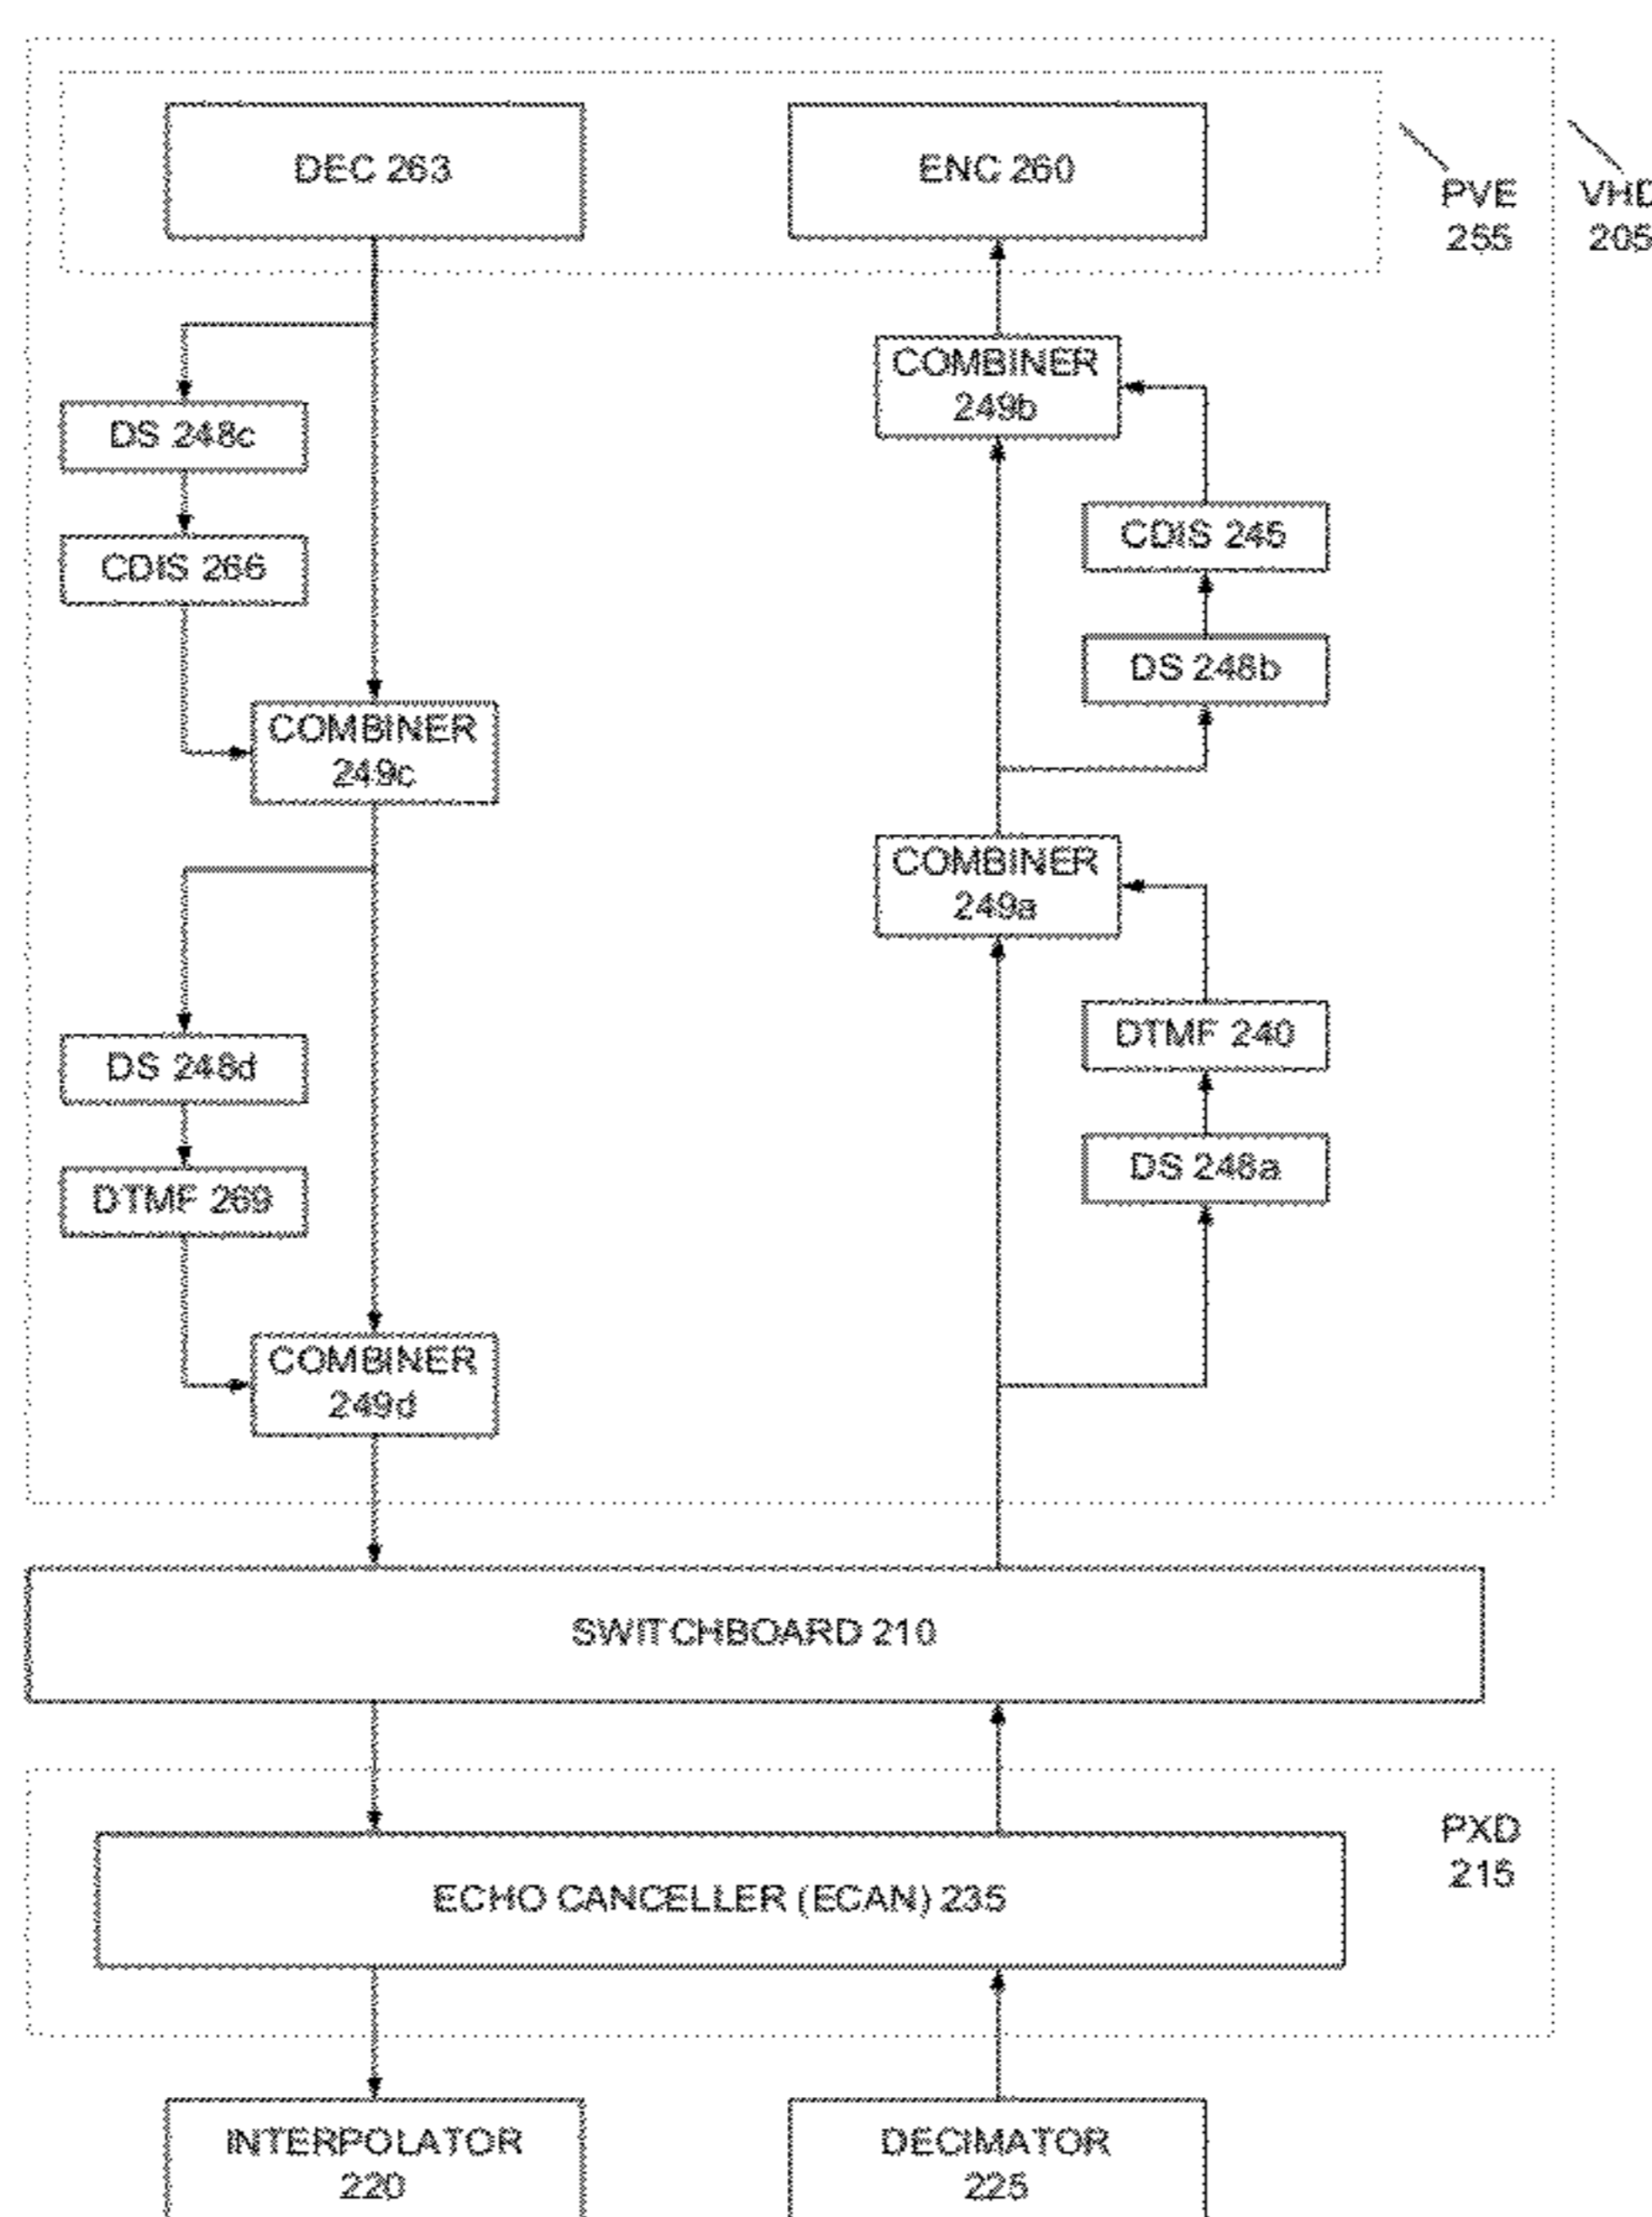 DEC 263
ENC 260
PVE
255
VHD
205
COMBINER
249b
DS 248c
CDIS 245
CDIS 266
DS 248b
COMBINER
249c
COMBINER
249a
DTMF 240
DS 248d
DS 248a
DTMF 269
COMBINER
249d
SWITCHBOARD 210
PXD
215
ECHO CANCELLER (ECAN) 235
INTERPOLATOR
220
DECIMATOR
225